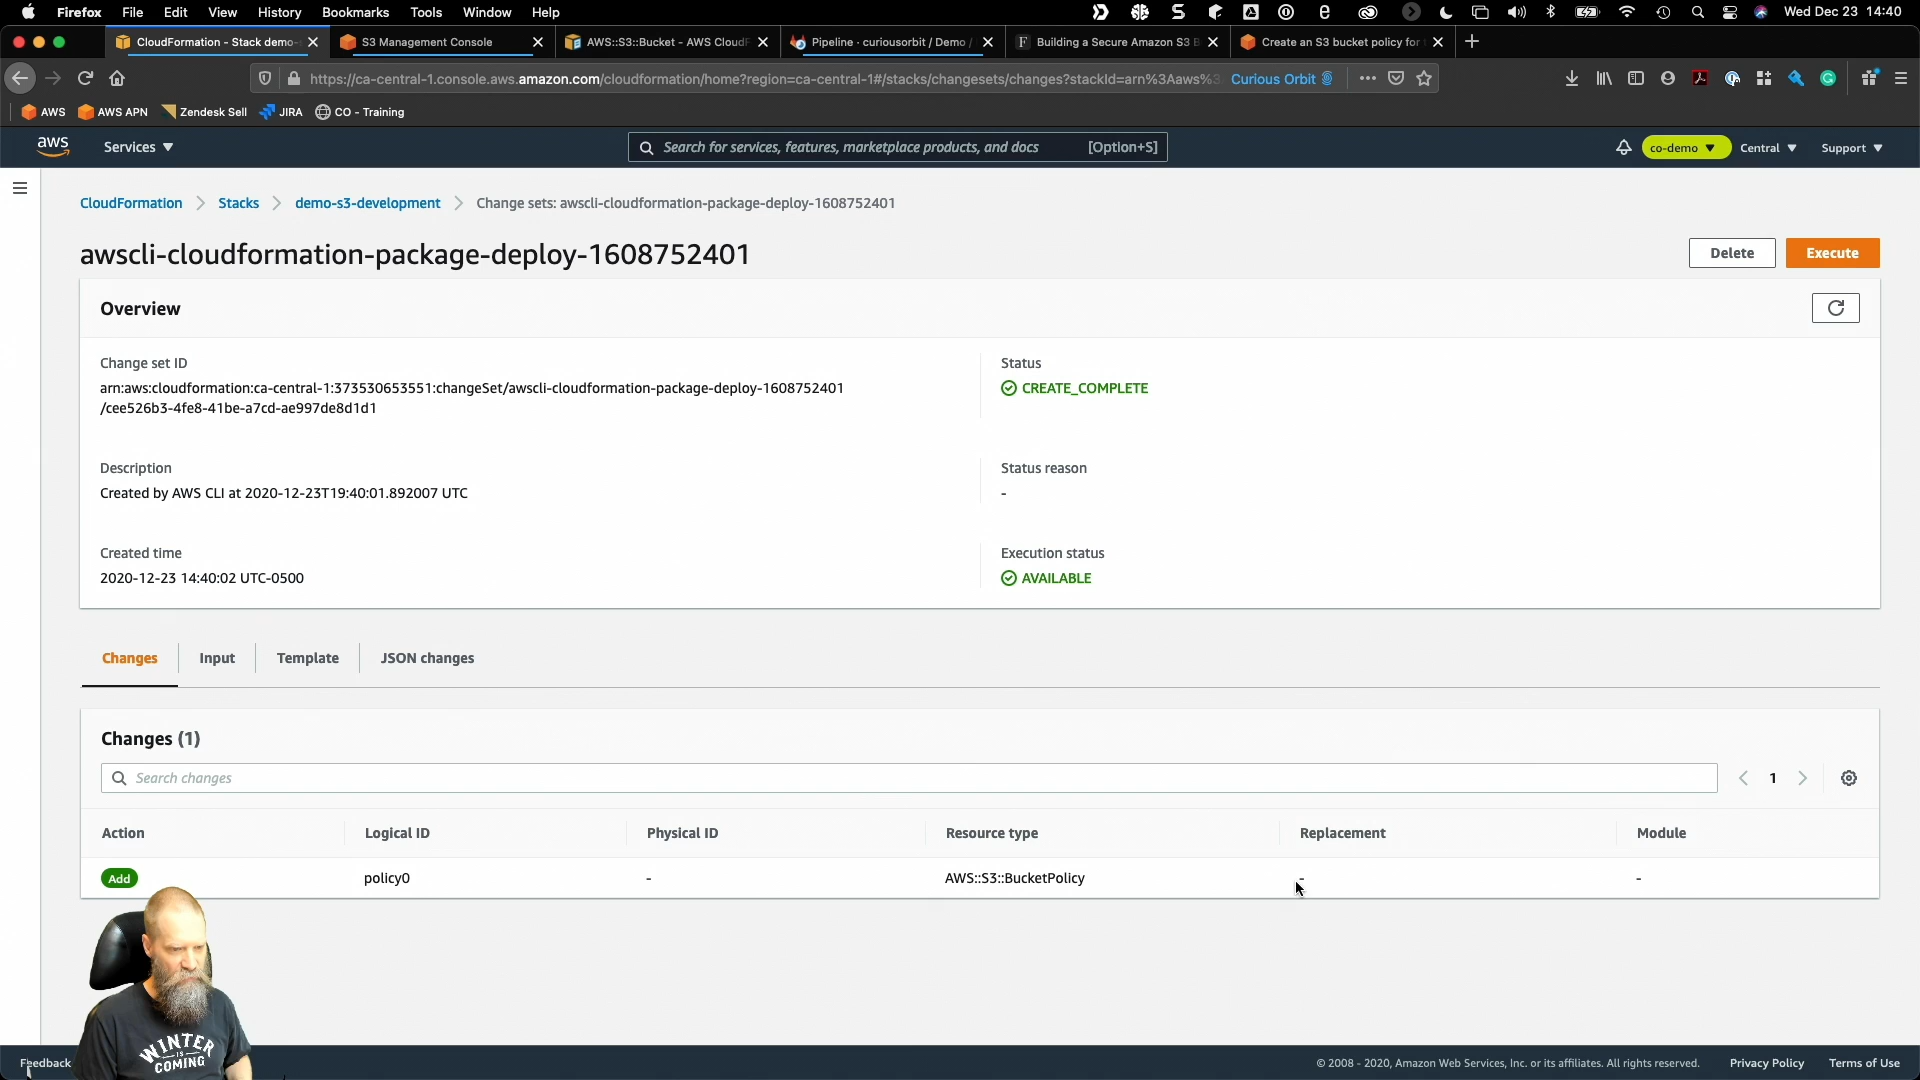 Firefox File Edit View History Bookmarks Tools Window Help Wed Dec 23 14:40
CloudFormation - Stack demo-
S3 Management Console
AWS::S3::Bucket - AWS CloudF
Pipeline · curiousorbit / Demo /
Building a Secure Amazon S3 B
Create an S3 bucket policy for
https://ca-central-1.console.aws.amazon.com/cloudformation/home?region=ca-central-1#/stacks/changesets/changes?stackId=arn%3Aaws%3 Curious Orbit
AWS AWS APN Zendesk Sell JIRA CO - Training
aws Services Search for services, features, marketplace products, and docs [Option+S] co-demo Central Support
CloudFormation Stacks demo-s3-development Change sets: awscli-cloudformation-package-deploy-1608752401
awscli-cloudformation-package-deploy-1608752401 Delete Execute
Overview
Change set ID
arn:aws:cloudformation:ca-central-1:373530653551:changeSet/awscli-cloudformation-package-deploy-1608752401
/cee526b3-4fe8-41be-a7cd-ae997de8d1d1
Status
CREATE_COMPLETE
Description
Created by AWS CLI at 2020-12-23T19:40:01.892007 UTC
Status reason
-
Created time
2020-12-23 14:40:02 UTC-0500
Execution status
AVAILABLE
Changes Input Template JSON changes
Changes (1)
Search changes 1
Action Logical ID Physical ID Resource type Replacement Module
Add policy0 - AWS::S3::BucketPolicy - -
WINTER
IS
COMING
Feedback © 2008 - 2020, Amazon Web Services, Inc. or its affiliates. All rights reserved. Privacy Policy Terms of Use